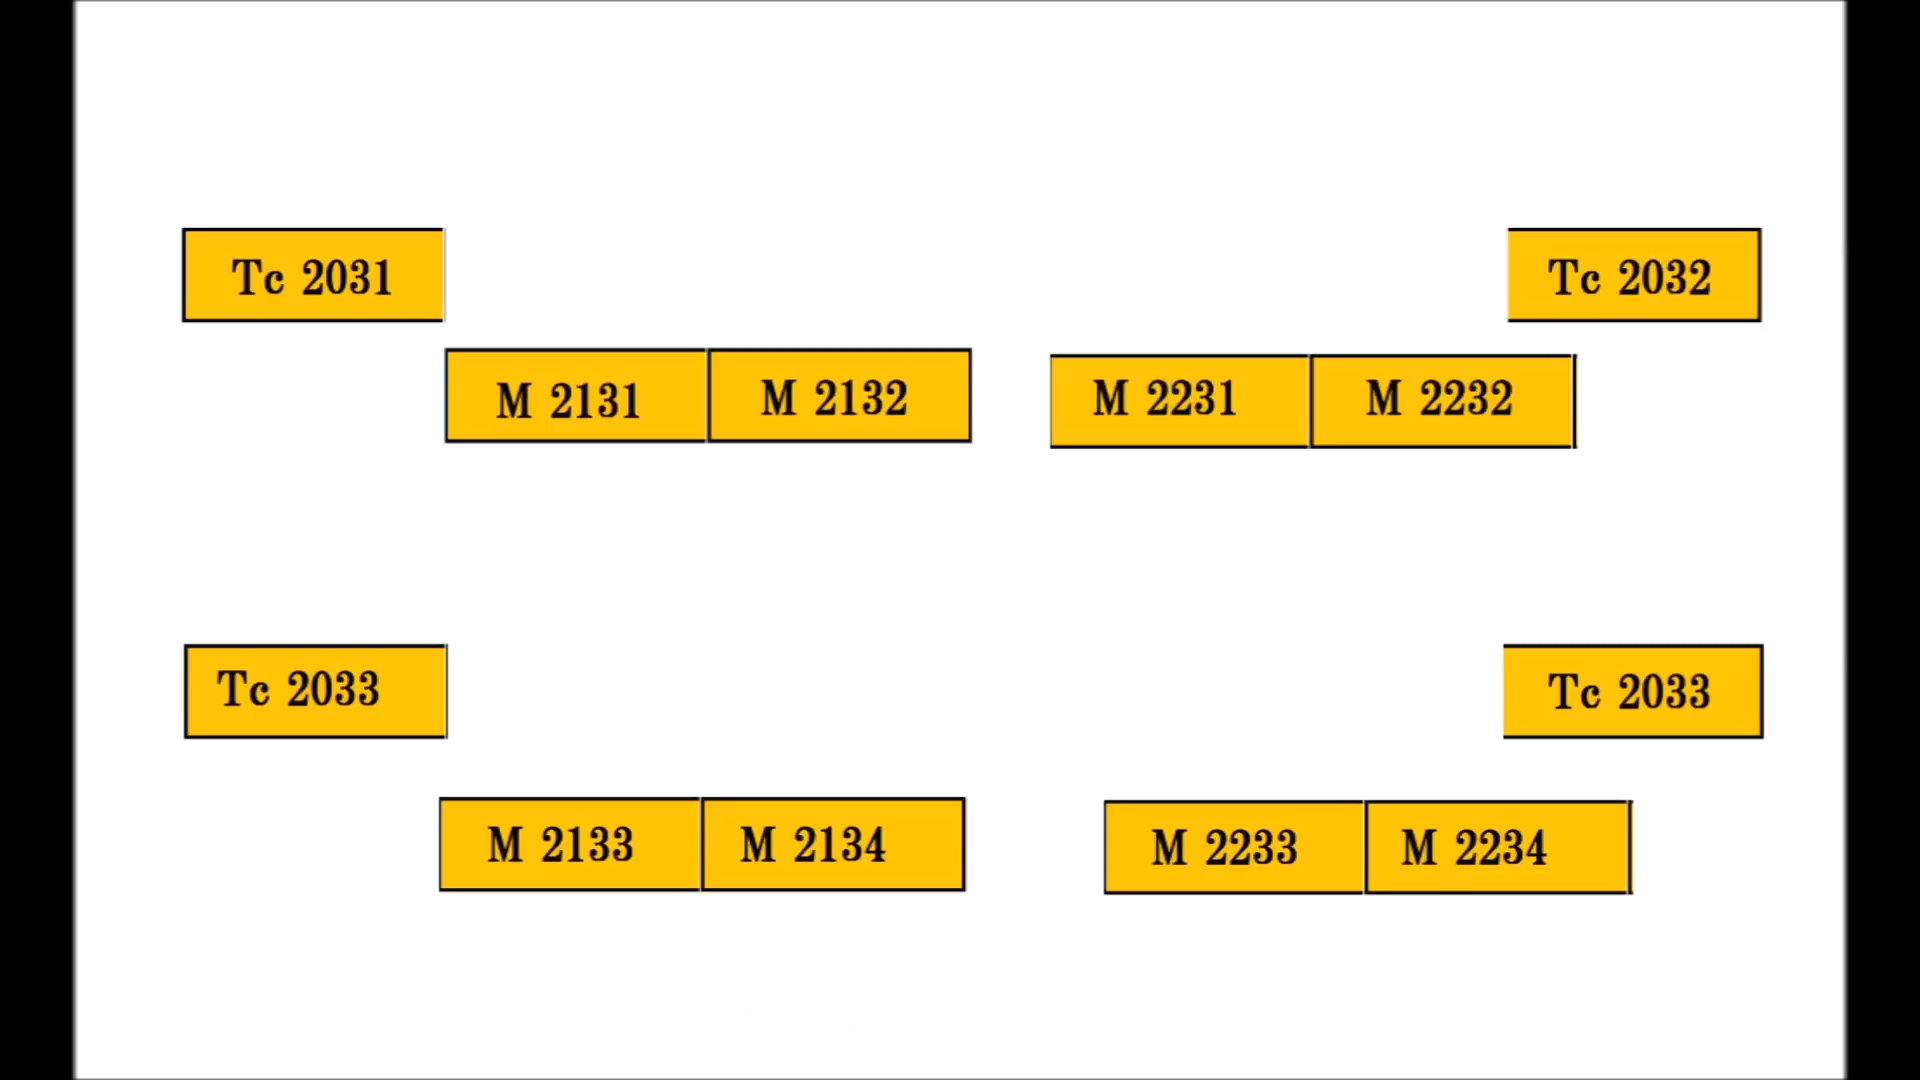 Tc 2031
Tc 2032
M 2131
M 2132
M 2231
M 2232
Tc 2033
Tc 2033
M 2133
M 2134
M 2233
M 2234